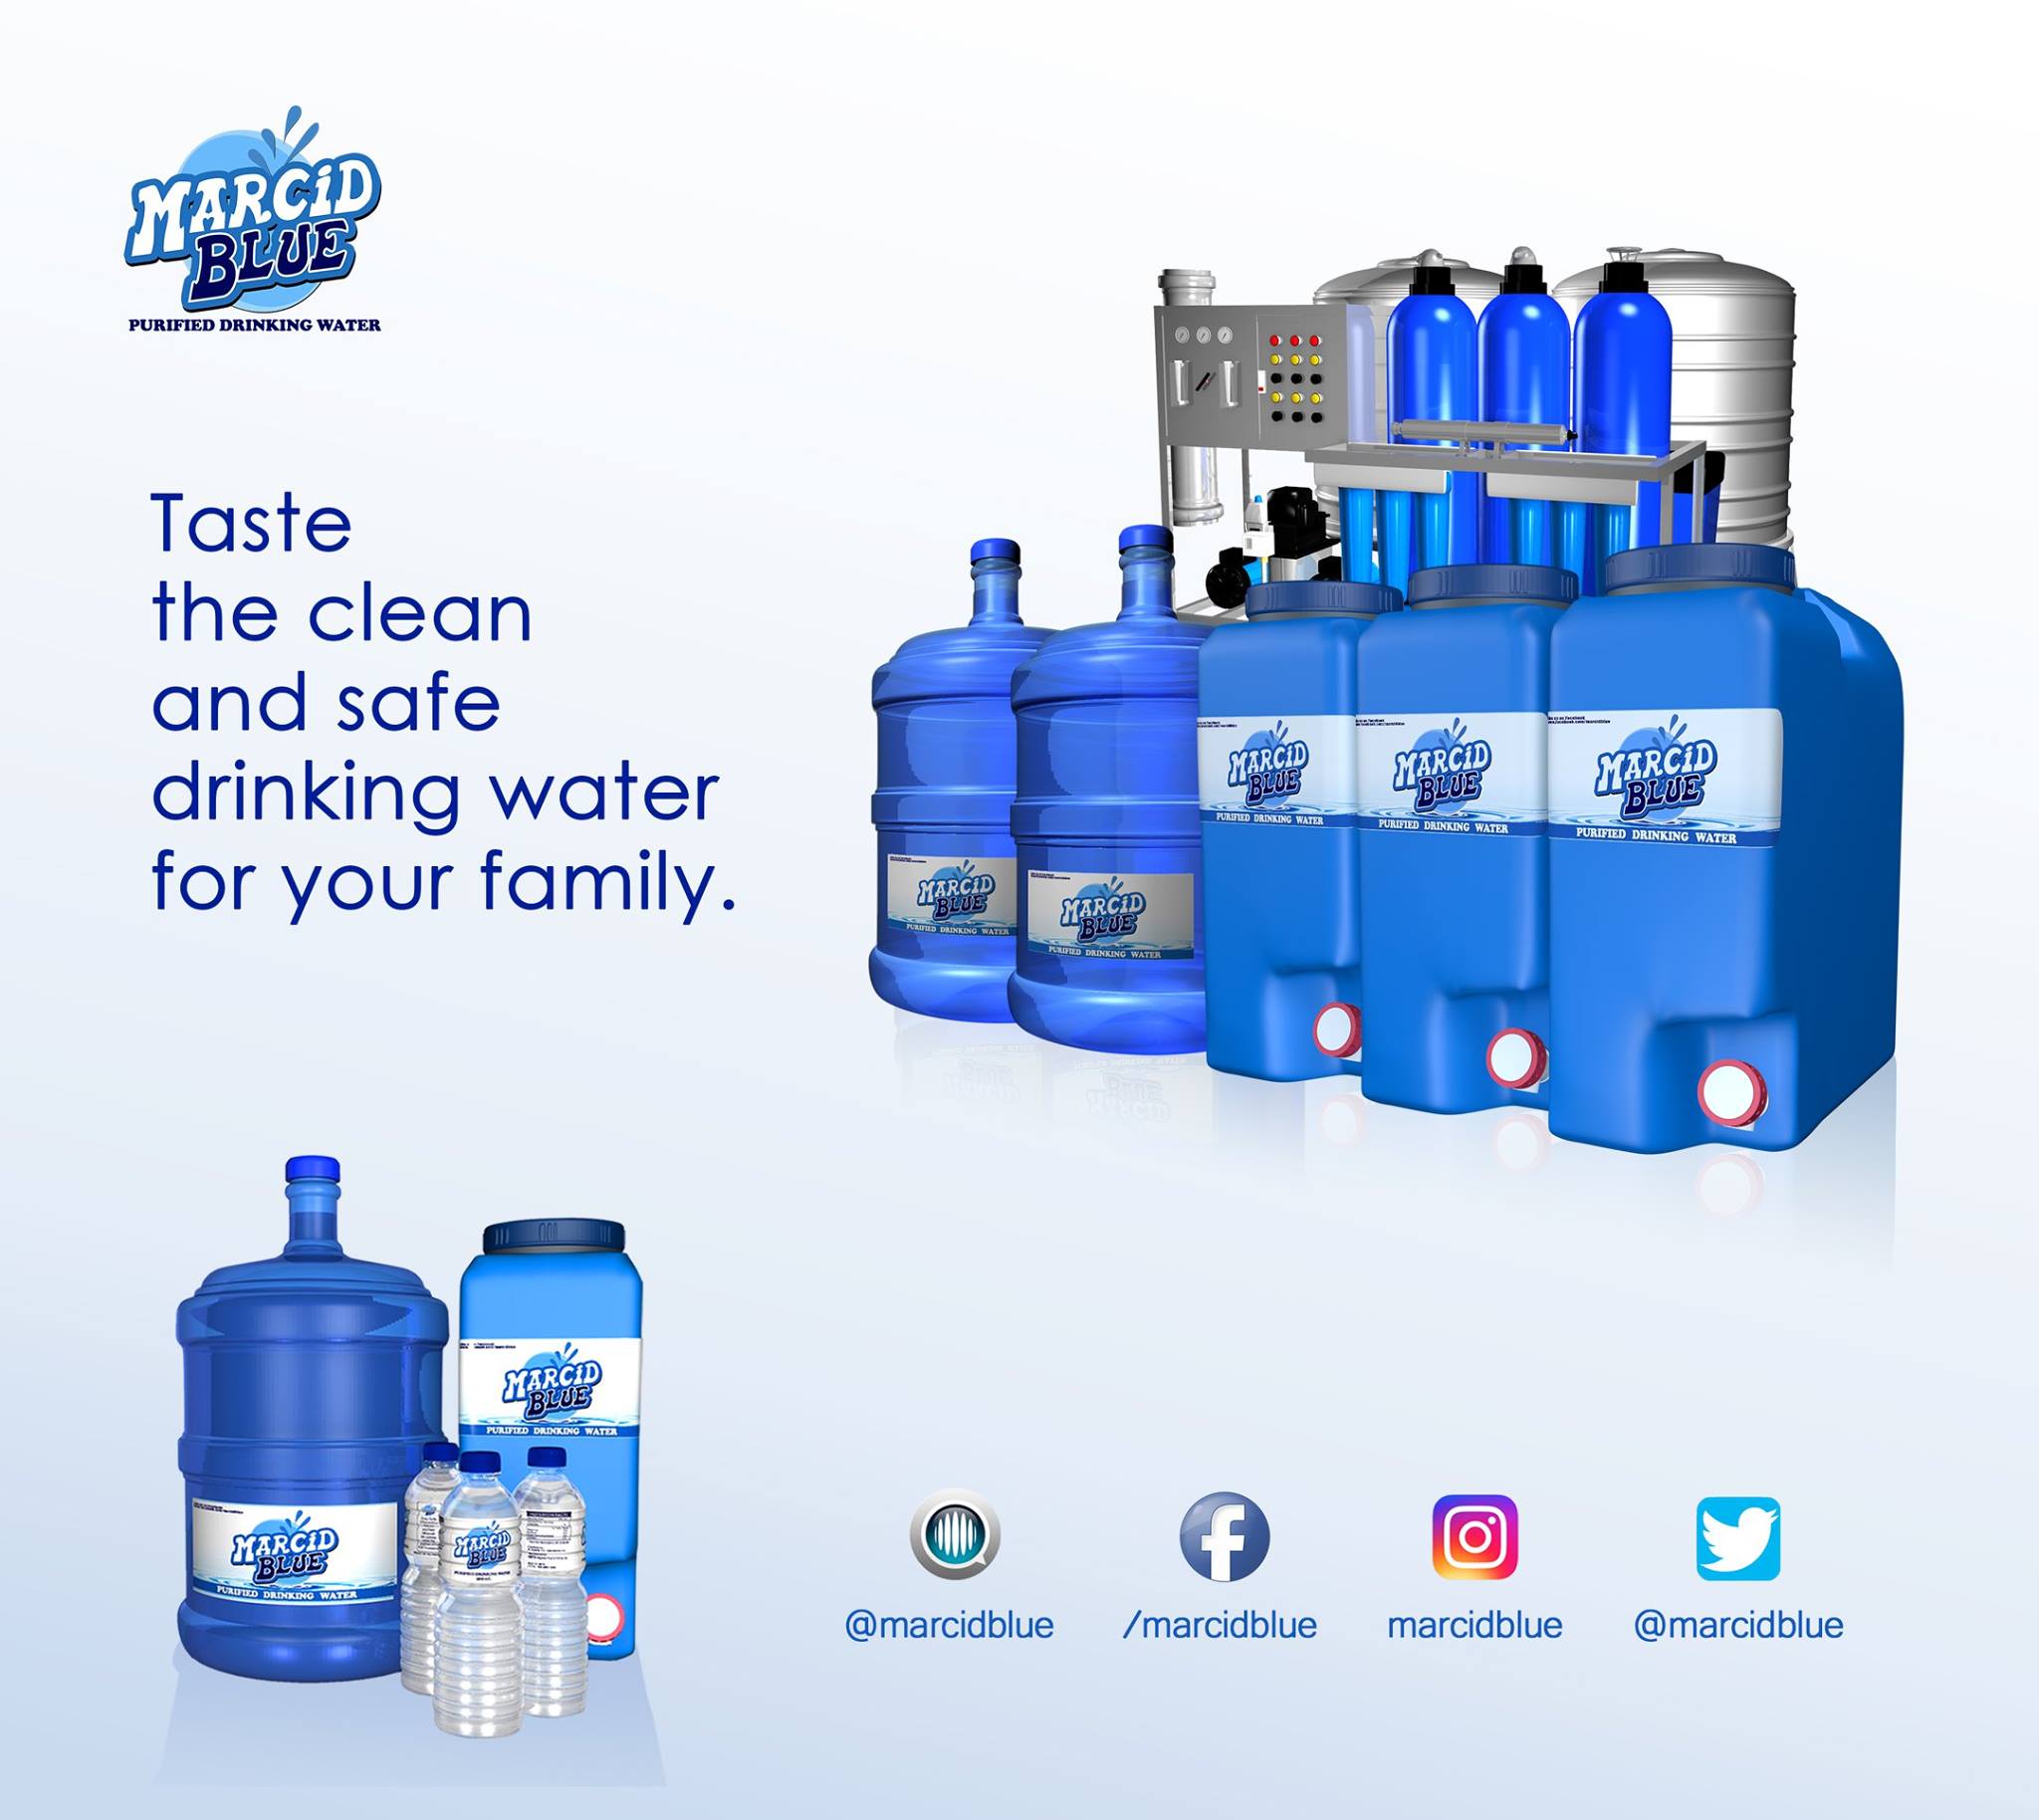 MARCiD
BLUE
PURIFIED DRINKING WATER
Taste
the clean
and safe
drinking water
for your family.
MARCiD
BLUE
PURIFIED DRINKING WATER
MARCiD
BLUE
PURIFIED DRINKING WATER
MARCiD
BLUE
PURIFIED DRINKING WATER
MARCiD
BLUE
PURIFIED DRINKING WATER
MARCiD
BLUE
PURIFIED DRINKING WATER
MARCiD
BLUE
PURIFIED DRINKING WATER
MARCiD
BLUE
PURIFIED DRINKING WATER
MARCiD
BLUE
PURIFIED DRINKING WATER
@marcidblue
/marcidblue
marcidblue
@marcidblue